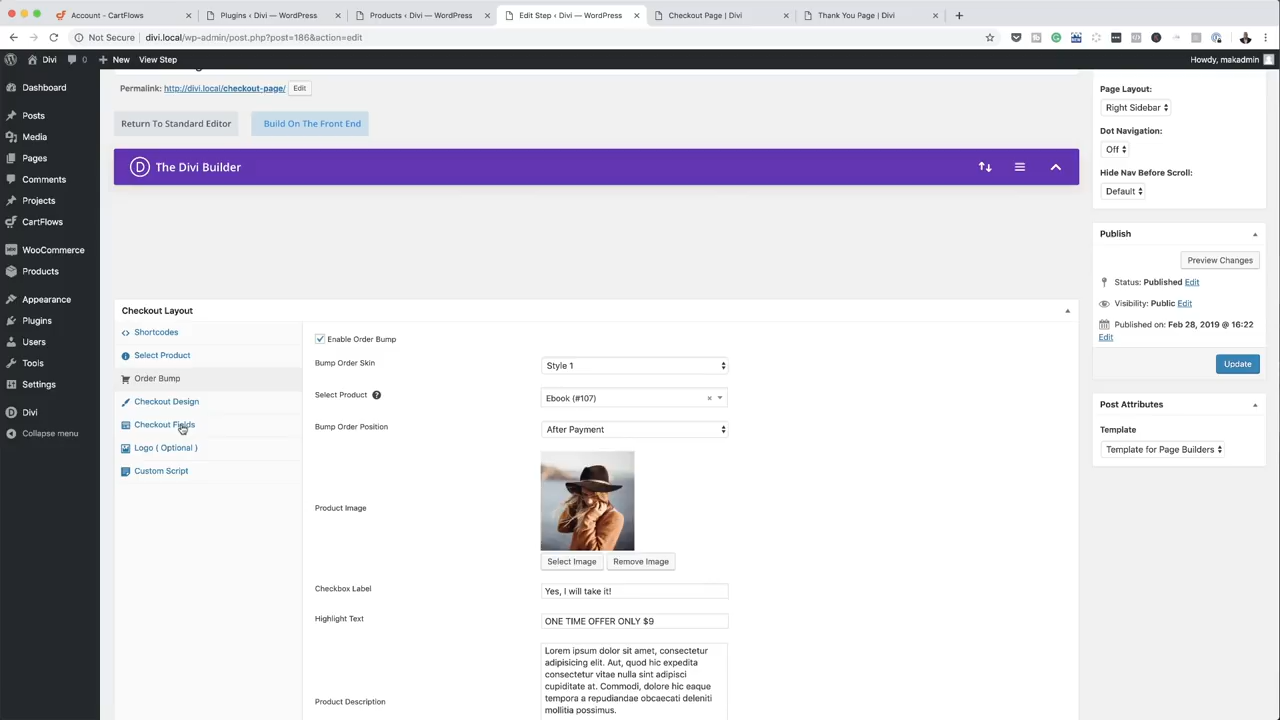 Account - CartFlows
Plugins ‹ Divi — WordPress
Products ‹ Divi — WordPress
Edit Step ‹ Divi — WordPress
Checkout Page | Divi
Thank You Page | Divi
Not Secure
divi.local/wp-admin/post.php?post=186&action=edit
Divi
0
New
View Step
Howdy, makadmin
Dashboard
Posts
Media
Pages
Comments
Projects
CartFlows
WooCommerce
Products
Appearance
Plugins
Users
Tools
Settings
Divi
Collapse menu
Permalink: http://divi.local/checkout-page/ Edit
Return To Standard Editor
Build On The Front End
D The Divi Builder
Checkout Layout
Shortcodes
Select Product
Order Bump
Checkout Design
Checkout Fields
Logo ( Optional )
Custom Script
Enable Order Bump
Bump Order Skin
Style 1
Select Product
Ebook (#107)
Bump Order Position
After Payment
Product Image
Select Image
Remove Image
Checkbox Label
Yes, I will take it!
Highlight Text
ONE TIME OFFER ONLY $9
Product Description
Lorem ipsum dolor sit amet, consectetur
adipisicing elit. Aut, quod hic expedita
consectetur vitae nulla sint adipisci
cupiditate at. Commodi, dolore hic eaque
tempora a repudiandae obcaecati deleniti
mollitia possimus.
Page Layout:
Right Sidebar
Dot Navigation:
Off
Hide Nav Before Scroll:
Default
Publish
Preview Changes
Status: Published Edit
Visibility: Public Edit
Published on: Feb 28, 2019 @ 16:22
Edit
Update
Post Attributes
Template
Template for Page Builders